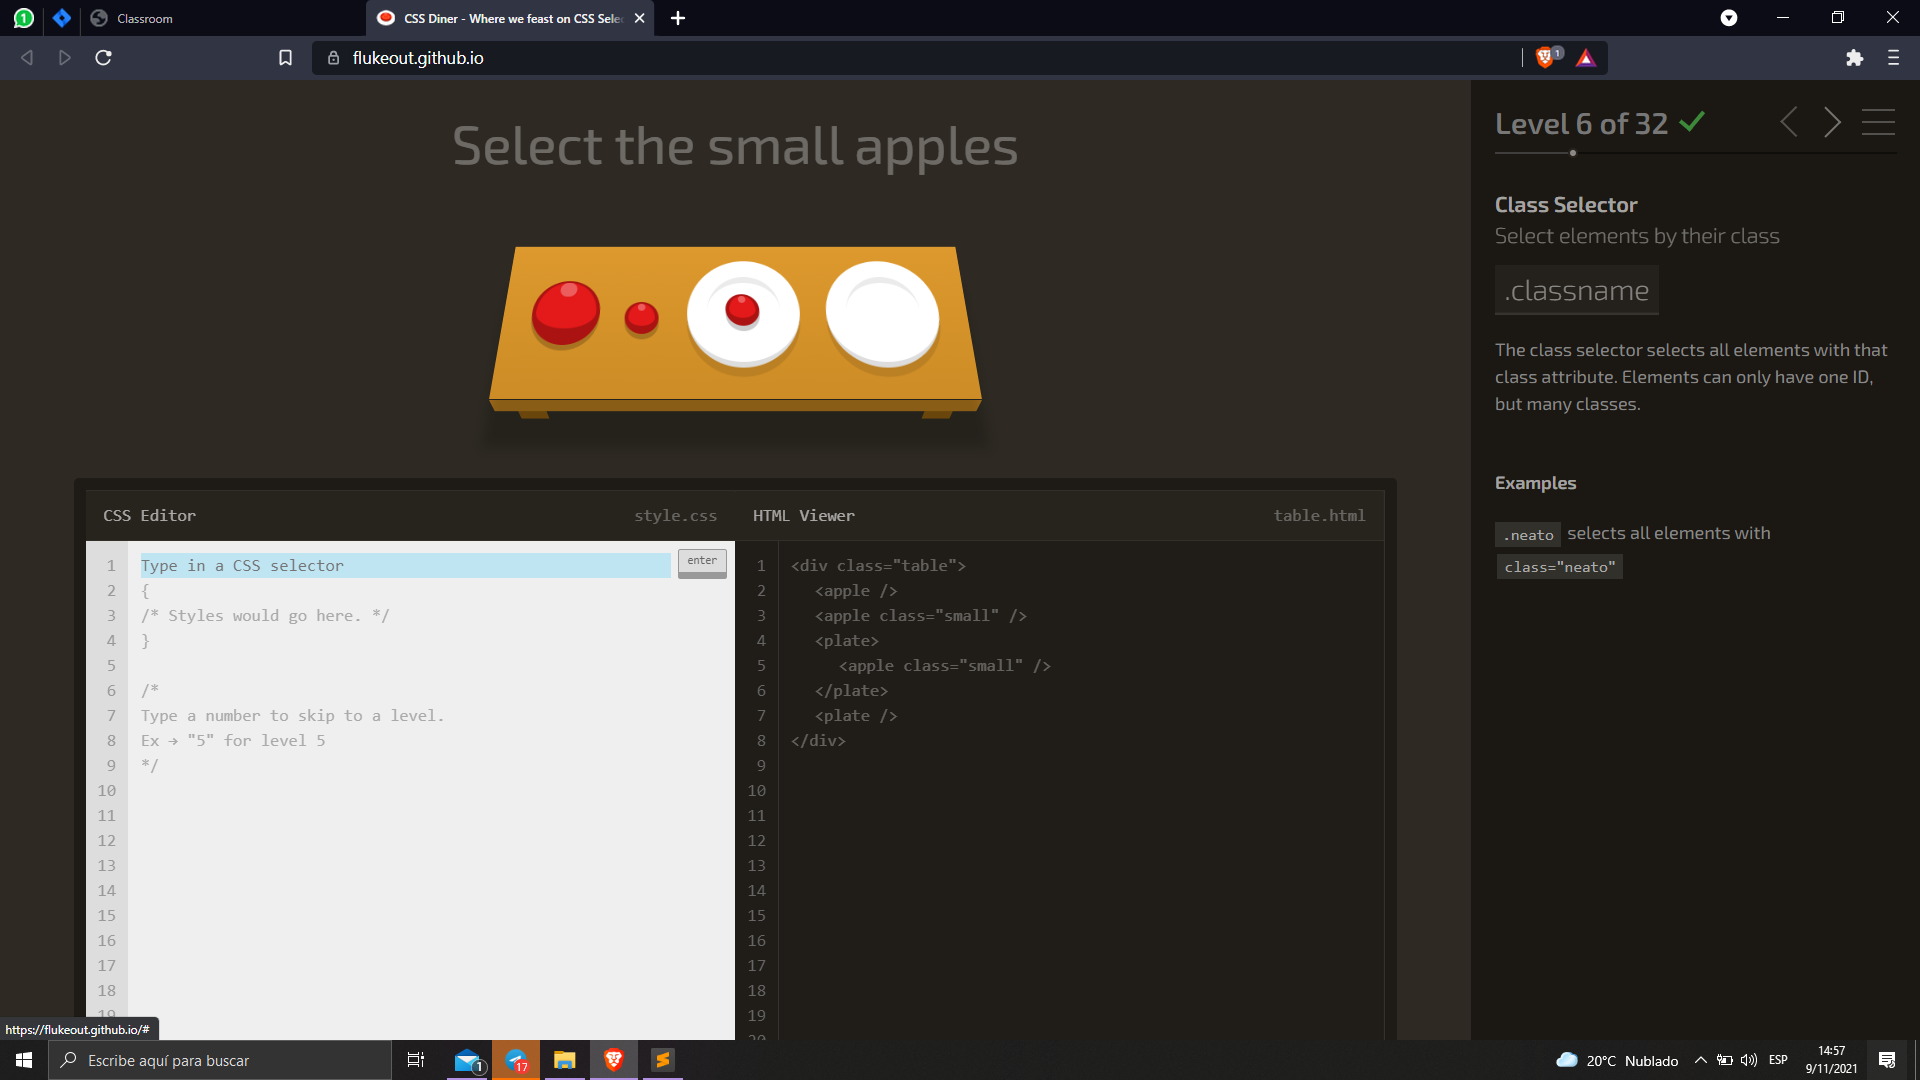 1
Classroom
CSS Diner - Where we feast on CSS Sele
flukeout.github.io
1
Select the small apples
Level 6 of 32
Class Selector
Select elements by their class
.classname
The class selector selects all elements with that
class attribute. Elements can only have one ID,
but many classes.
Examples
.neato selects all elements with
class="neato"
CSS Editor
style.css
1 Type in a CSS selector
enter
2 {
3 /* Styles would go here. */
4 }
5
6 /*
7 Type a number to skip to a level.
8 Ex → "5" for level 5
9 */
10
11
12
13
14
15
16
17
18
19
HTML Viewer
table.html
1 <div class="table">
2 <apple />
3 <apple class="small" />
4 <plate>
5 <apple class="small" />
6 </plate>
7 <plate />
8 </div>
9
10
11
12
13
14
15
16
17
18
19
20
https://flukeout.github.io/#
Escribe aquí para buscar
1
17
20°C Nublado
ESP
14:57
9/11/2021